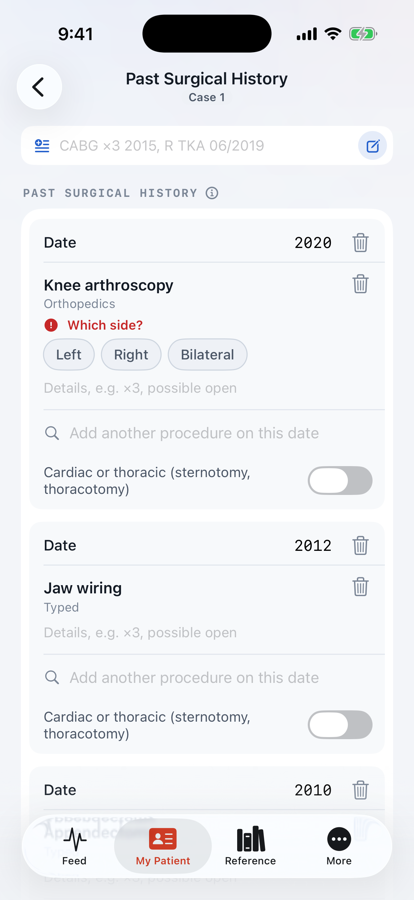 9:41
Past Surgical History
Case 1
CABG ×3 2015, R TKA 06/2019
PAST SURGICAL HISTORY
Date 2020
Knee arthroscopy
Orthopedics
Which side?
Left Right Bilateral
Details, e.g. ×3, possible open
Add another procedure on this date
Cardiac or thoracic (sternotomy,
thoracotomy)
Date 2012
Jaw wiring
Typed
Details, e.g. ×3, possible open
Add another procedure on this date
Cardiac or thoracic (sternotomy,
thoracotomy)
Date 2010
Feed My Patient Reference More